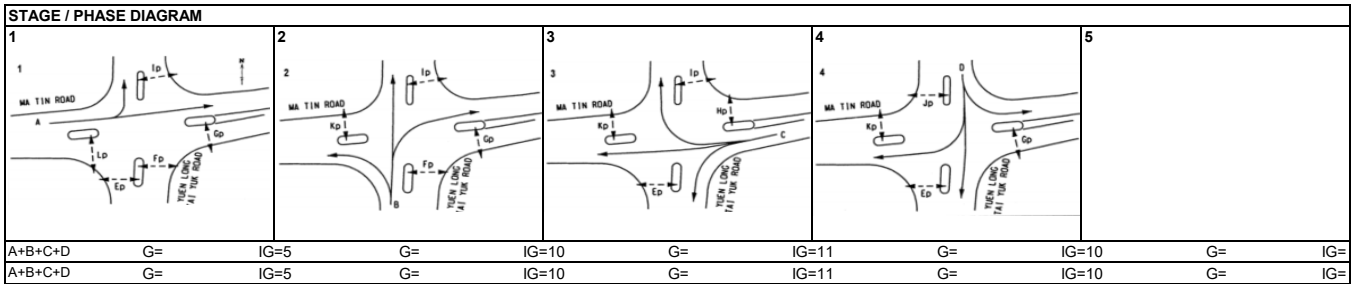 STAGE / PHASE DIAGRAM
1 2 3 4 5
1
N
Ip
MA TIN ROAD
A
Gp
Lp
Fp
Ep
YUEN LONG
TAI YUK ROAD
2
Ip
MA TIN ROAD
Kp
Gp
Fp
B
YUEN LONG
TAI YUK ROAD
3
Ip
MA TIN ROAD
Hp
Kp
C
Ep
YUEN LONG
TAI YUK ROAD
4
D
Jp
MA TIN ROAD
Kp
Gp
Ep
YUEN LONG
TAI YUK ROAD
A+B+C+D G= IG=5 G= IG=10 G= IG=11 G= IG=10 G= IG=
A+B+C+D G= IG=5 G= IG=10 G= IG=11 G= IG=10 G= IG=